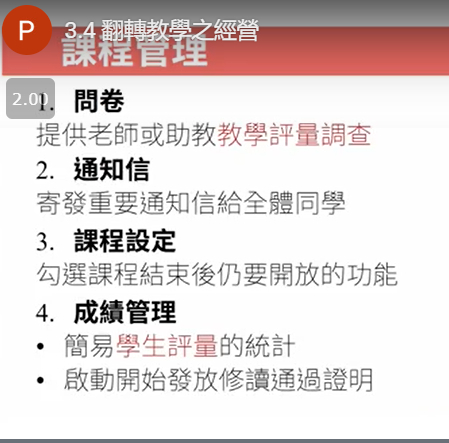 P
3.4 翻轉教學之經營
課程管理
2.00
1. 問卷
提供老師或助教教學評量調查
2. 通知信
寄發重要通知信給全體同學
3. 課程設定
勾選課程結束後仍要開放的功能
4. 成績管理
• 簡易學生評量的統計
• 啟動開始發放修讀通過證明